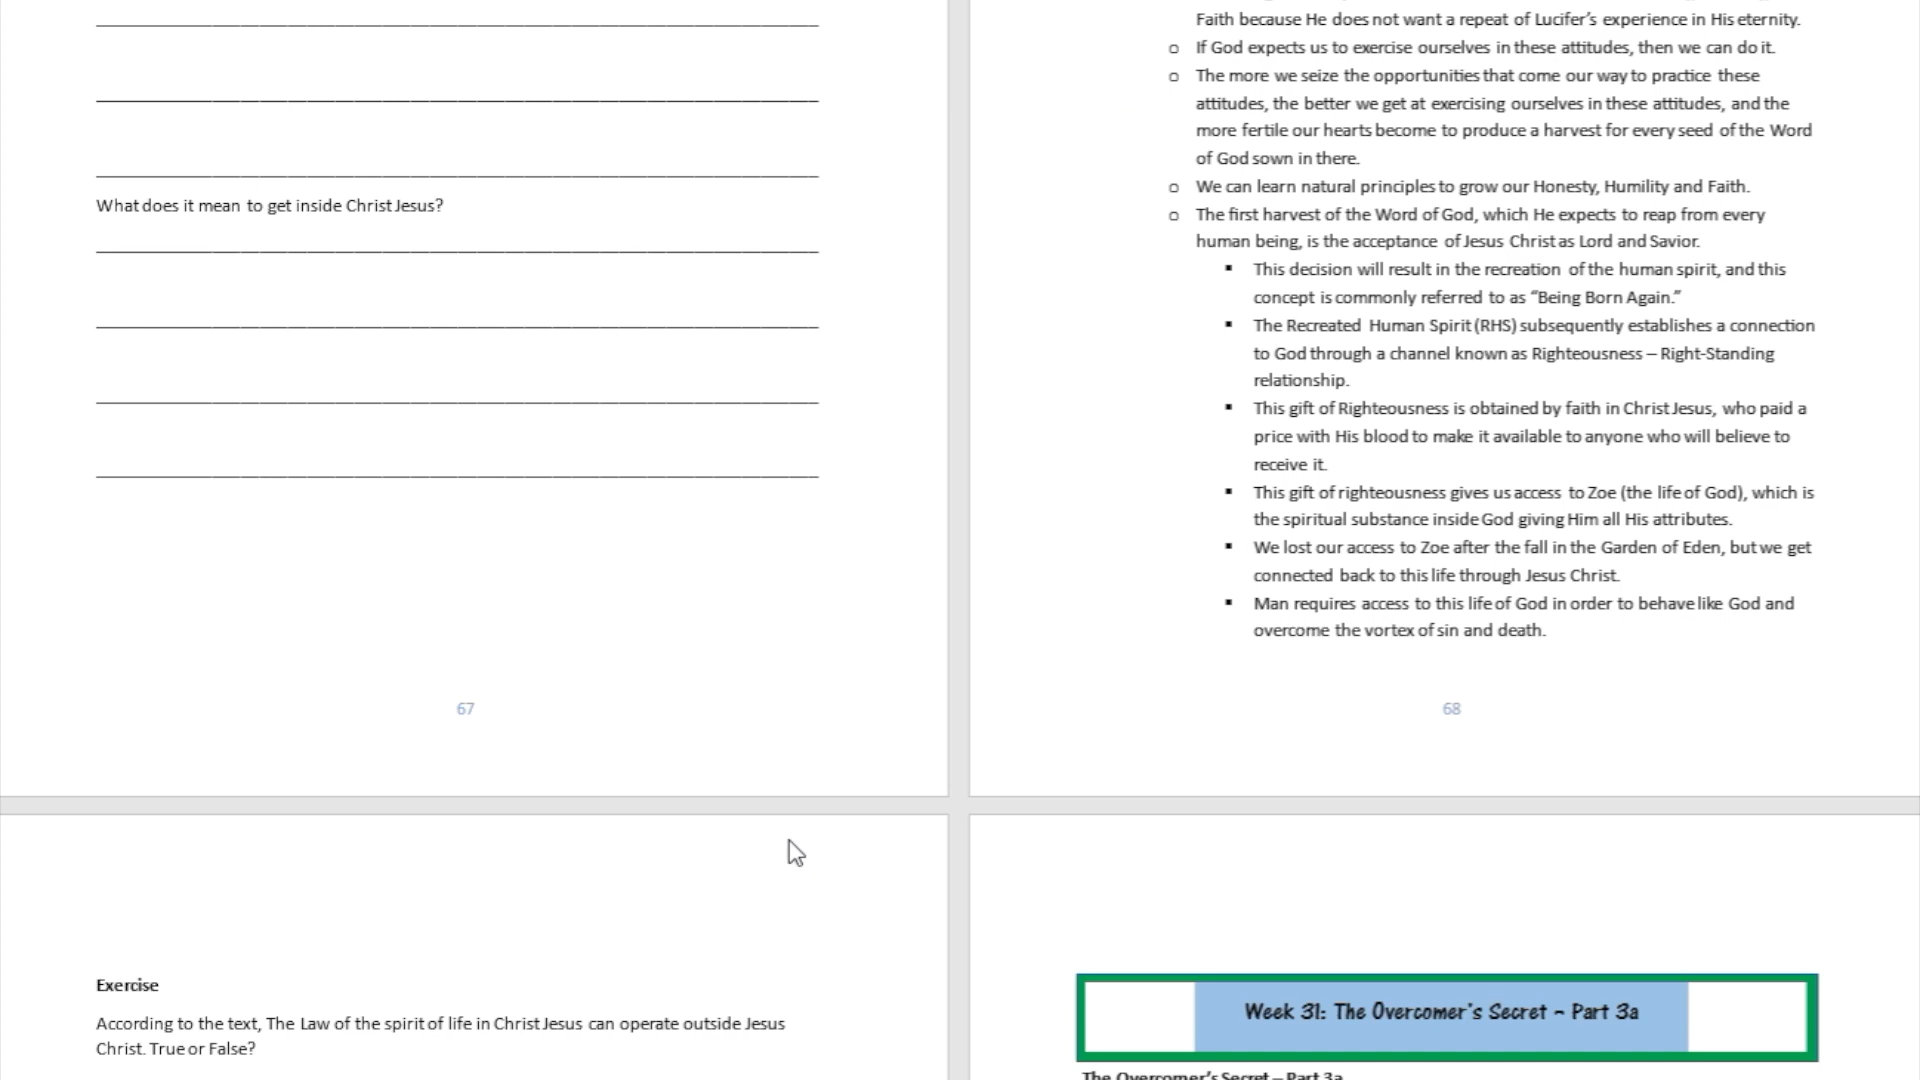 What does it mean to get inside Christ Jesus?
67
Faith because He does not want a repeat of Lucifer's experience in His eternity.
o If God expects us to exercise ourselves in these attitudes, then we can do it.
o The more we seize the opportunities that come our way to practice these
attitudes, the better we get at exercising ourselves in these attitudes, and the
more fertile our hearts become to produce a harvest for every seed of the Word
of God sown in there.
o We can learn natural principles to grow our Honesty, Humility and Faith.
o The first harvest of the Word of God, which He expects to reap from every
human being, is the acceptance of Jesus Christ as Lord and Savior.
▪ This decision will result in the recreation of the human spirit, and this
concept is commonly referred to as “Being Born Again.”
▪ The Recreated Human Spirit (RHS) subsequently establishes a connection
to God through a channel known as Righteousness – Right-Standing
relationship.
▪ This gift of Righteousness is obtained by faith in Christ Jesus, who paid a
price with His blood to make it available to anyone who will believe to
receive it.
▪ This gift of righteousness gives us access to Zoe (the life of God), which is
the spiritual substance inside God giving Him all His attributes.
▪ We lost our access to Zoe after the fall in the Garden of Eden, but we get
connected back to this life through Jesus Christ.
▪ Man requires access to this life of God in order to behave like God and
overcome the vortex of sin and death.
68
Exercise
According to the text, The Law of the spirit of life in Christ Jesus can operate outside Jesus
Christ. True or False?
Week 31: The Overcomer's Secret ~ Part 3a
The Overcomer's Secret – Part 3a